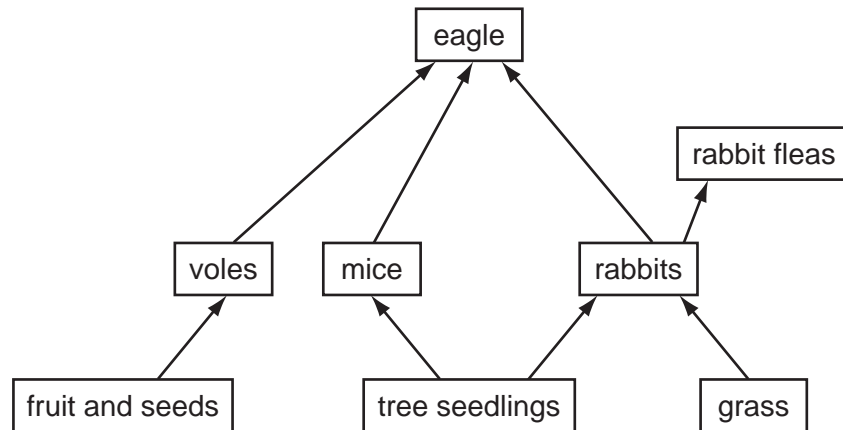 eagle
rabbit fleas
voles
mice
rabbits
fruit and seeds
tree seedlings
grass